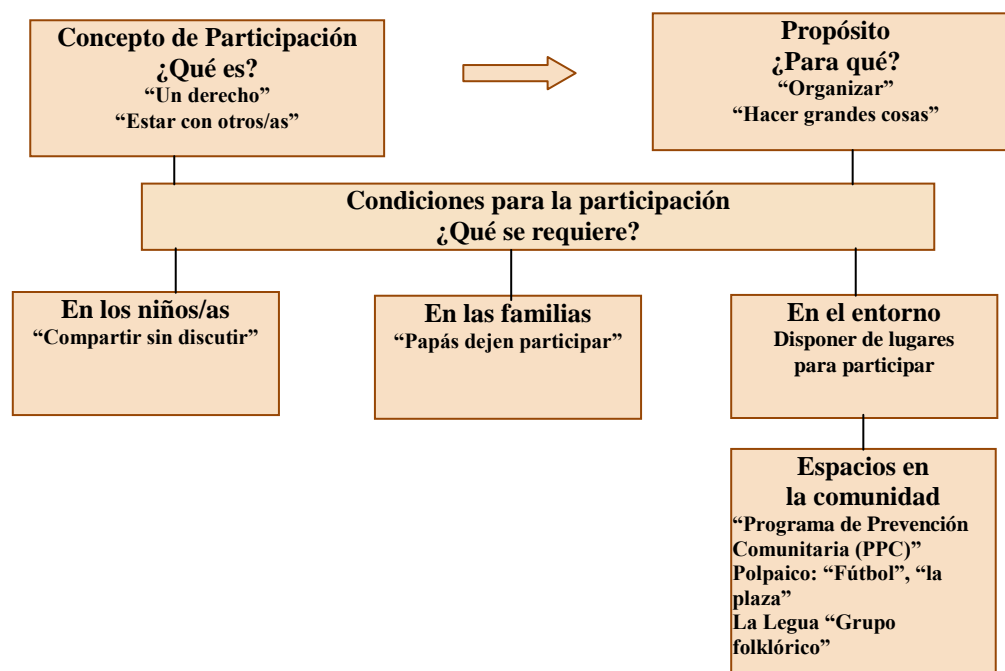 Concepto de Participación
¿Qué es?
“Un derecho”
“Estar con otros/as”
Propósito
¿Para qué?
“Organizar”
“Hacer grandes cosas”
Condiciones para la participación
¿Qué se requiere?
En los niños/as
“Compartir sin discutir”
En las familias
“Papás dejen participar”
En el entorno
Disponer de lugares
para participar
Espacios en
la comunidad
“Programa de Prevención
Comunitaria (PPC)”
Polpaico: “Fútbol”, “la
plaza”
La Legua “Grupo
folklórico”